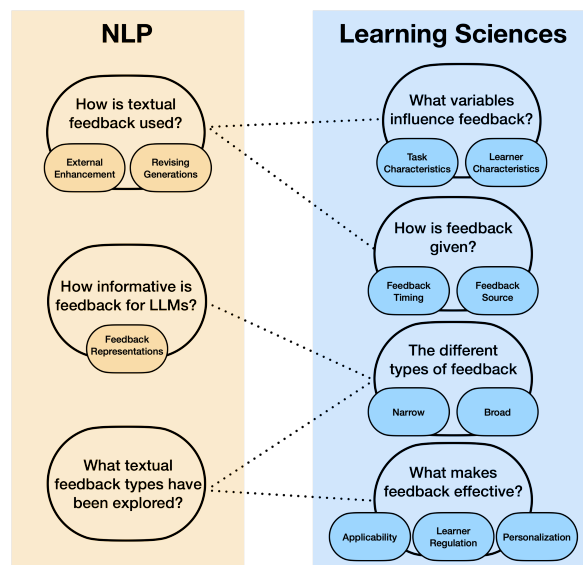 NLP
How is textual
feedback used?
External
Enhancement
Revising
Generations
How informative is
feedback for LLMs?
Feedback
Representations
What textual
feedback types have
been explored?
Learning Sciences
What variables
influence feedback?
Task
Characteristics
Learner
Characteristics
How is feedback
given?
Feedback
Timing
Feedback
Source
The different
types of feedback
Narrow
Broad
What makes
feedback effective?
Applicability
Learner
Regulation
Personalization